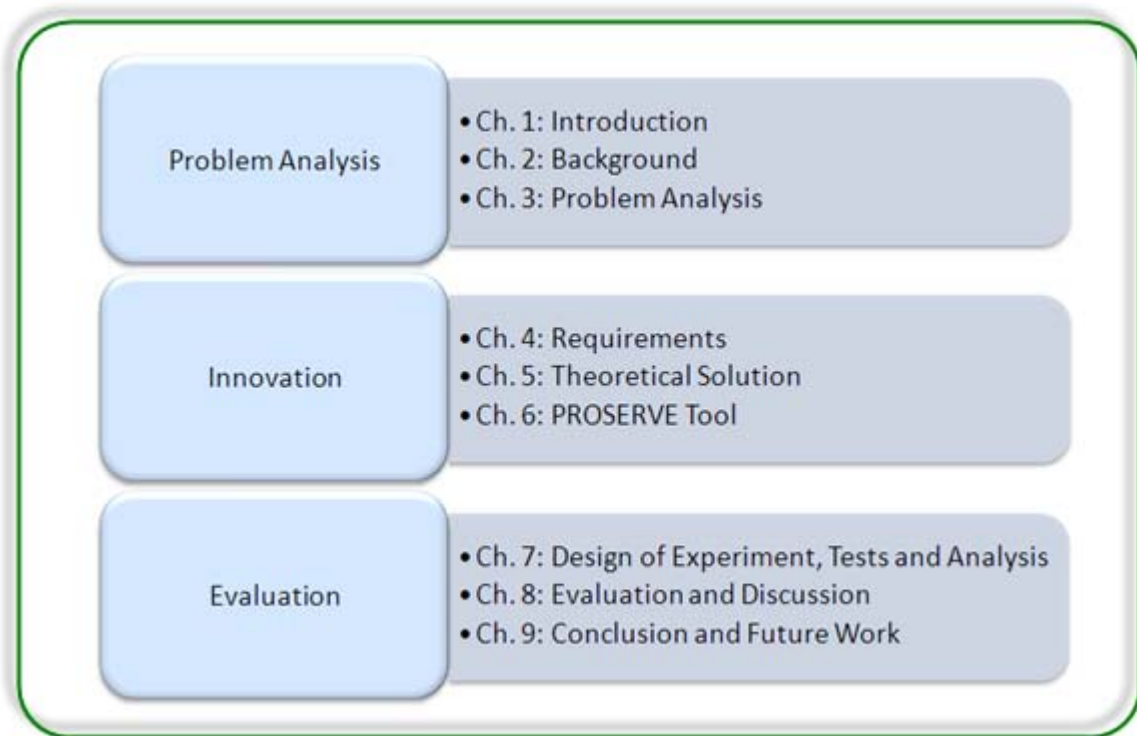 Problem Analysis
• Ch. 1: Introduction
• Ch. 2: Background
• Ch. 3: Problem Analysis
Innovation
• Ch. 4: Requirements
• Ch. 5: Theoretical Solution
• Ch. 6: PROSERVE Tool
Evaluation
• Ch. 7: Design of Experiment, Tests and Analysis
• Ch. 8: Evaluation and Discussion
• Ch. 9: Conclusion and Future Work